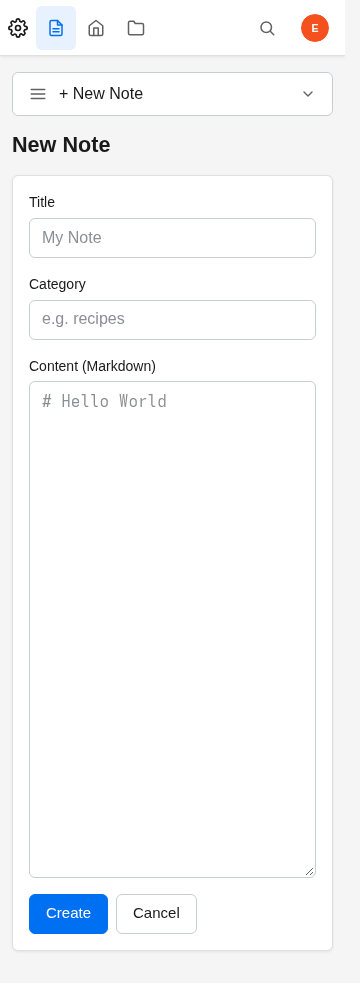 E
+ New Note
New Note
Title
My Note
Category
e.g. recipes
Content (Markdown)
# Hello World
Create
Cancel